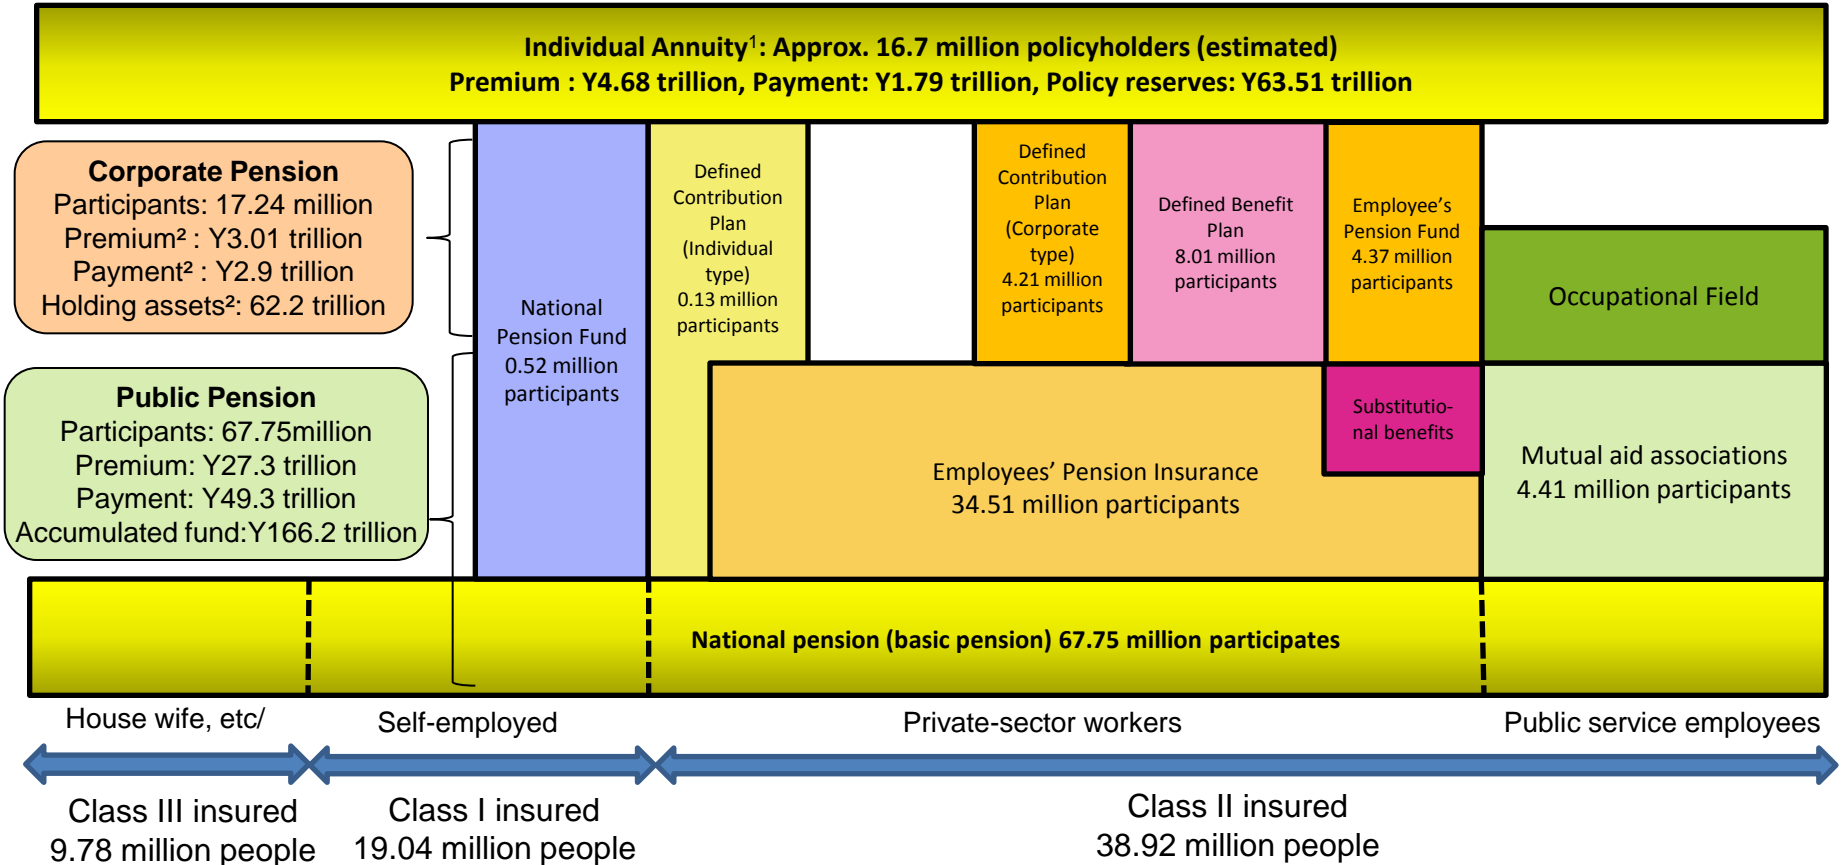 Individual Annuity¹: Approx. 16.7 million policyholders (estimated)
Premium : Y4.68 trillion, Payment: Y1.79 trillion, Policy reserves: Y63.51 trillion
Corporate Pension
Participants: 17.24 million
Premium² : Y3.01 trillion
Payment² : Y2.9 trillion
Holding assets²: 62.2 trillion
Public Pension
Participants: 67.75million
Premium: Y27.3 trillion
Payment: Y49.3 trillion
Accumulated fund:Y166.2 trillion
National
Pension Fund
0.52 million
participants
Defined
Contribution
Plan
(Individual
type)
0.13 million
participants
Defined
Contribution
Plan
(Corporate
type)
4.21 million
participants
Defined Benefit
Plan
8.01 million
participants
Employee’s
Pension Fund
4.37 million
participants
Occupational Field
Substitutio-
nal benefits
Employees’ Pension Insurance
34.51 million participants
Mutual aid associations
4.41 million participants
National pension (basic pension) 67.75 million participates
House wife, etc/
Self-employed
Private-sector workers
Public service employees
Class III insured
9.78 million people
Class I insured
19.04 million people
Class II insured
38.92 million people